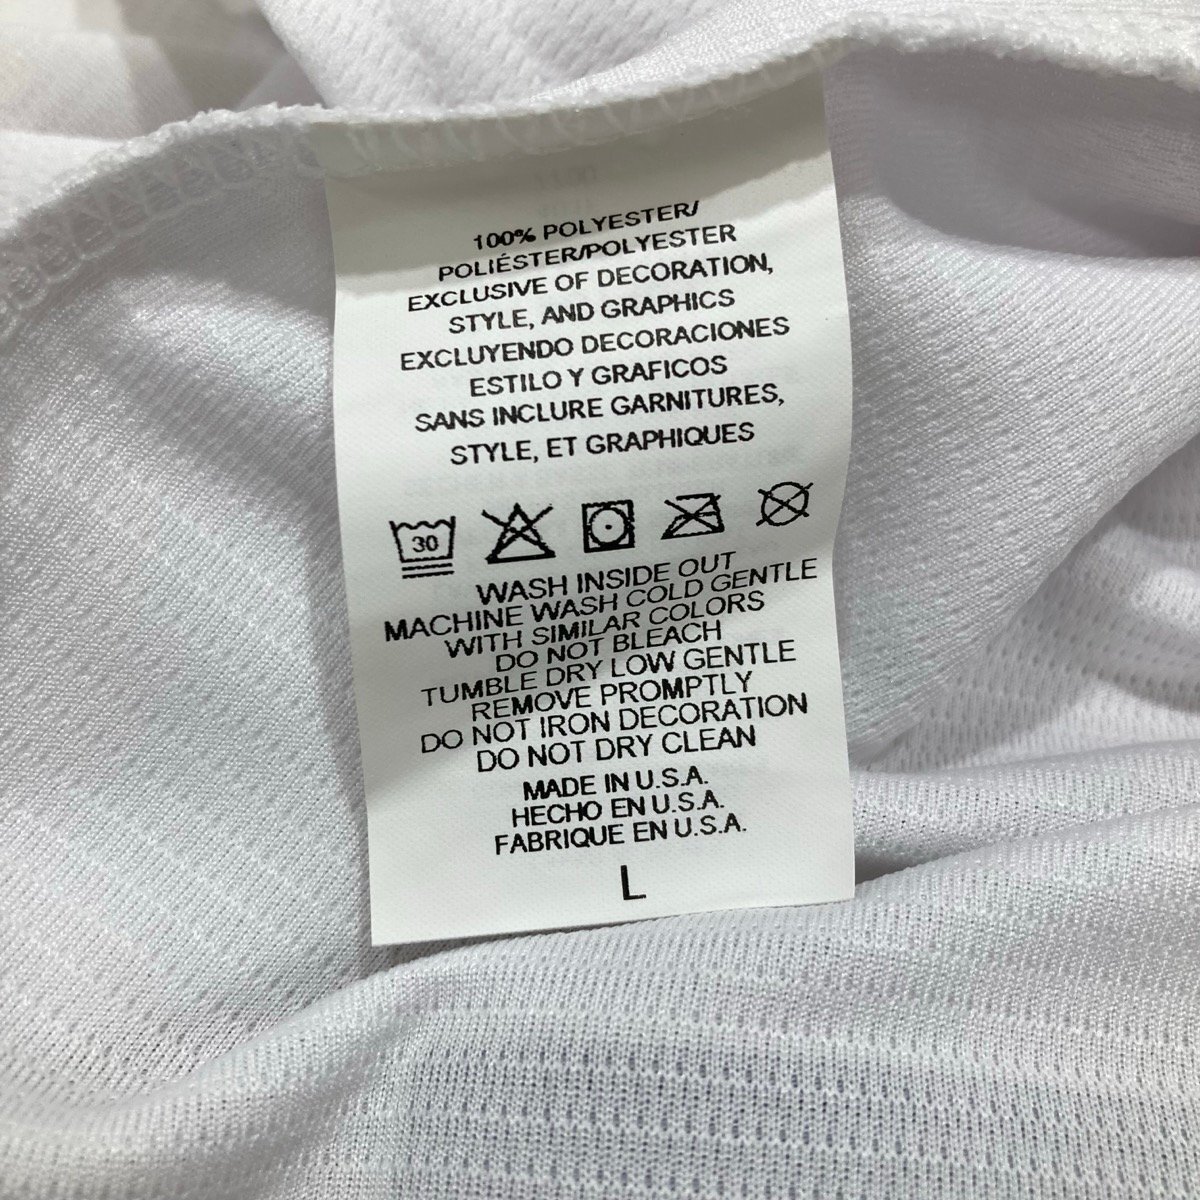 100% POLYESTER/
POLIÉSTER/POLYESTER
EXCLUSIVE OF DECORATION,
STYLE, AND GRAPHICS
EXCLUYENDO DECORACIONES
ESTILO Y GRAFICOS
SANS INCLURE GARNITURES,
STYLE, ET GRAPHIQUES
30
WASH INSIDE OUT
MACHINE WASH COLD GENTLE
WITH SIMILAR COLORS
DO NOT BLEACH
TUMBLE DRY LOW GENTLE
REMOVE PROMPTLY
DO NOT IRON DECORATION
DO NOT DRY CLEAN
MADE IN U.S.A.
HECHO EN U.S.A.
FABRIQUE EN U.S.A.
L